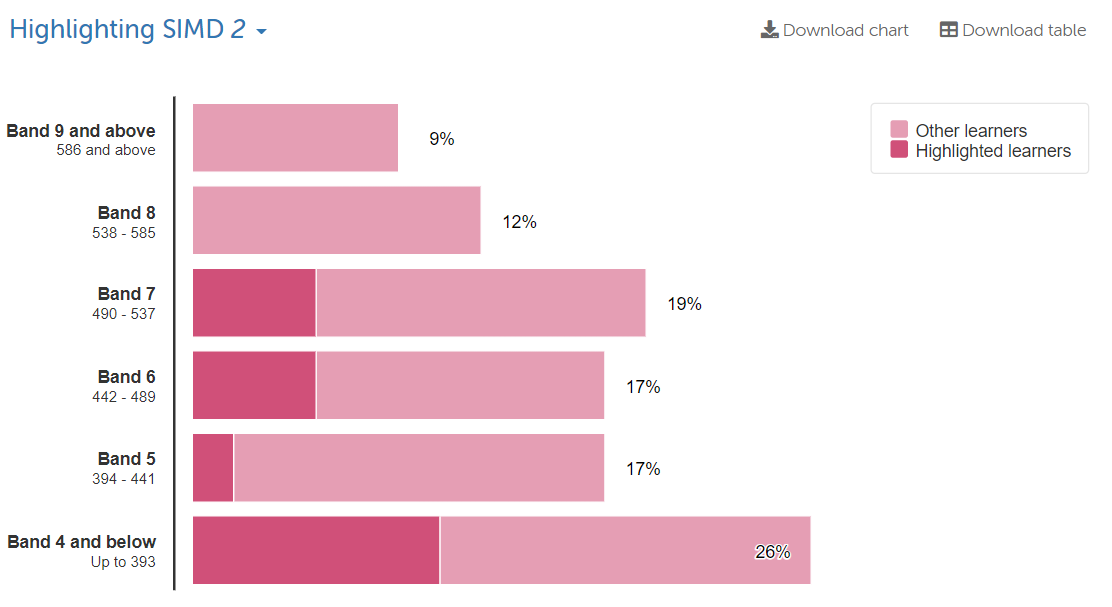 Highlighting SIMD 2
Download chart
Download table
Other learners
Highlighted learners
Band 9 and above
586 and above
9%
Band 8
538 - 585
12%
Band 7
490 - 537
19%
Band 6
442 - 489
17%
Band 5
394 - 441
17%
Band 4 and below
Up to 393
26%